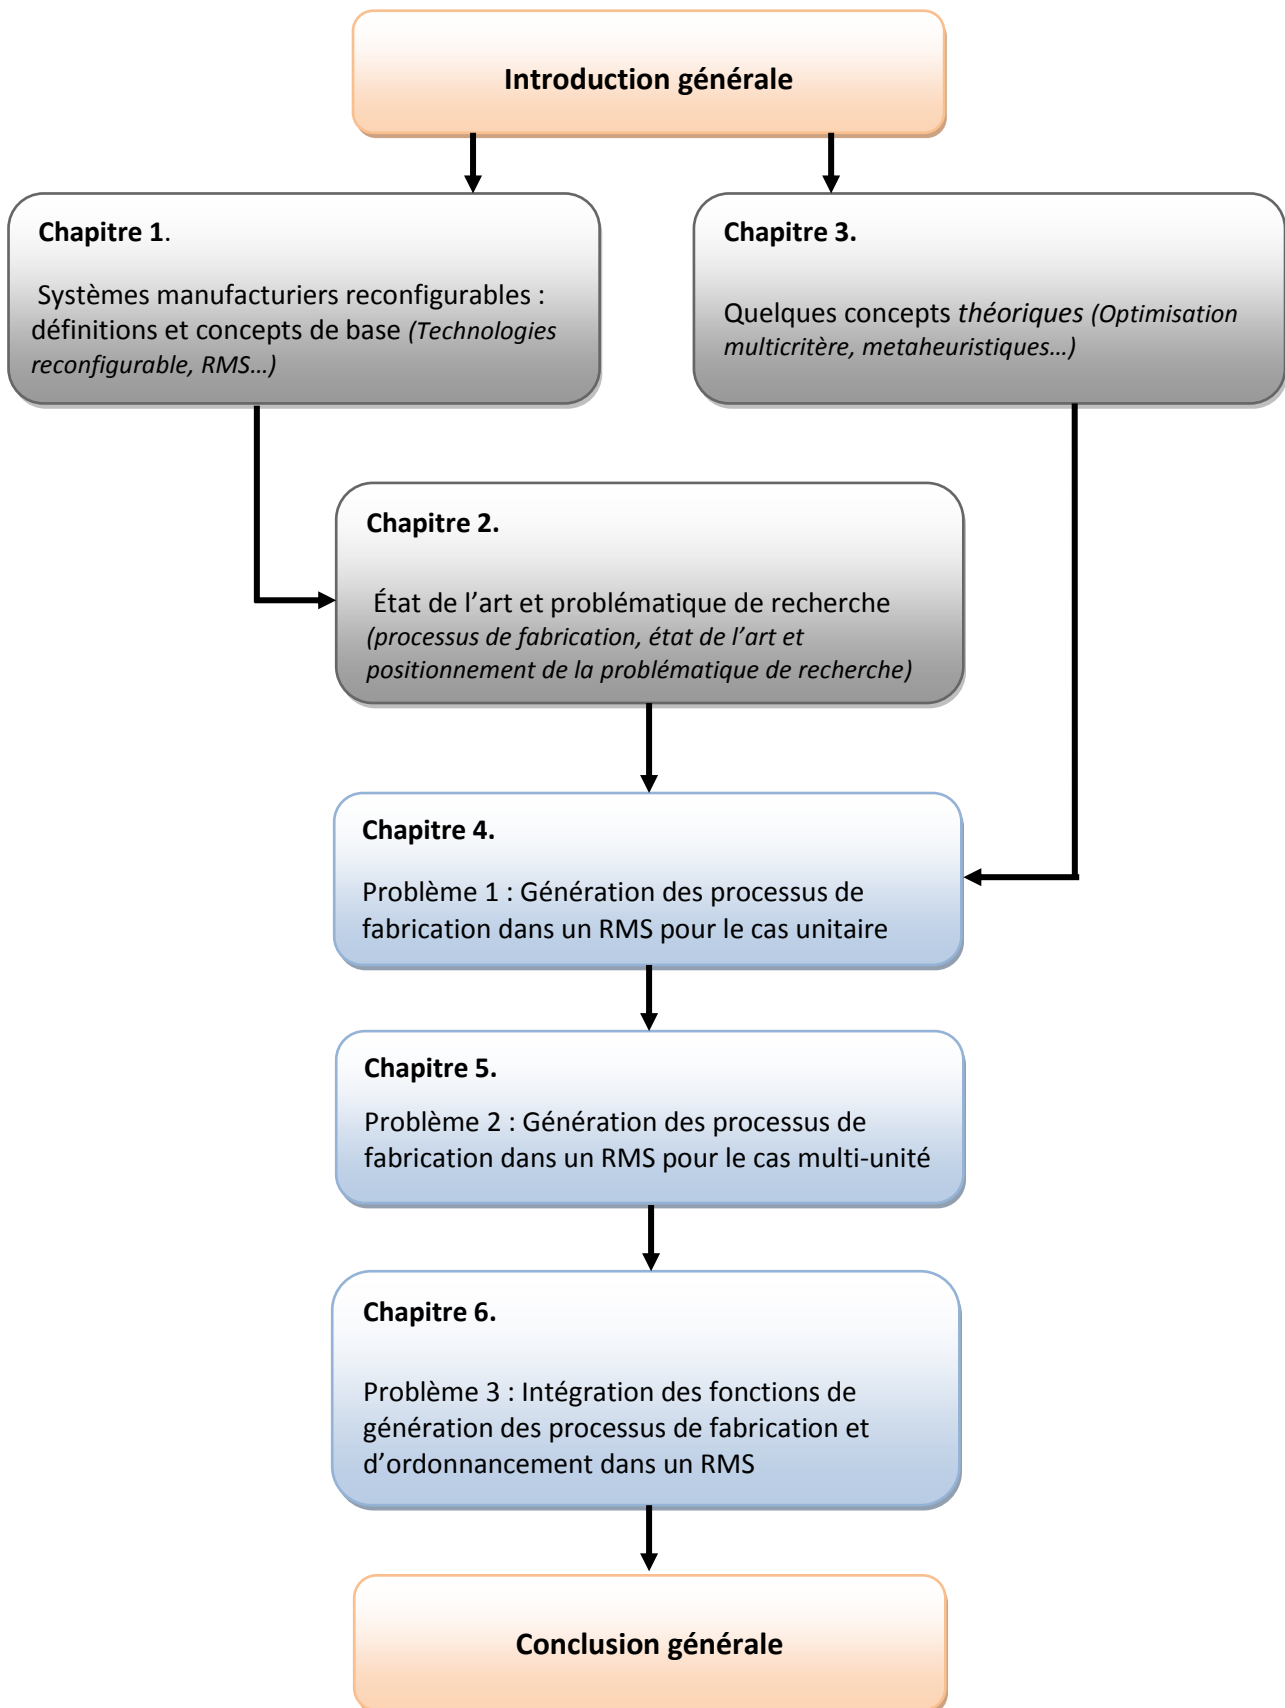 Introduction générale
Chapitre 1.
Systèmes manufacturiers reconfigurables :
définitions et concepts de base (Technologies
reconfigurable, RMS...)
Chapitre 3.
Quelques concepts théoriques (Optimisation
multicritère, metaheuristiques...)
Chapitre 2.
État de l’art et problématique de recherche
(processus de fabrication, état de l’art et
positionnement de la problématique de recherche)
Chapitre 4.
Problème 1 : Génération des processus de
fabrication dans un RMS pour le cas unitaire
Chapitre 5.
Problème 2 : Génération des processus de
fabrication dans un RMS pour le cas multi-unité
Chapitre 6.
Problème 3 : Intégration des fonctions de
génération des processus de fabrication et
d’ordonnancement dans un RMS
Conclusion générale